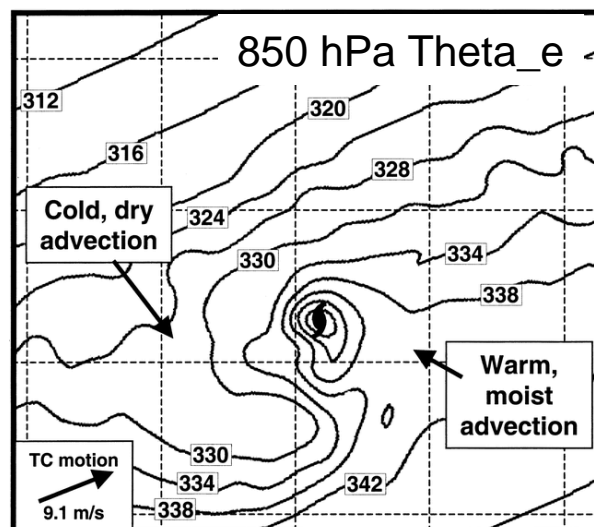 850 hPa Theta_e
312
320
316
328
Cold, dry
advection
324
330
334
338
Warm,
moist
advection
330
TC motion
334
342
9.1 m/s
338